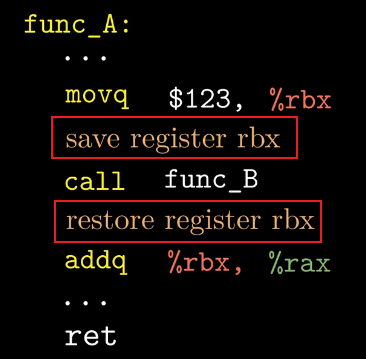 func_A:
...
movq $123, %rbx
save register rbx
call func_B
restore register rbx
addq %rbx, %rax
...
ret